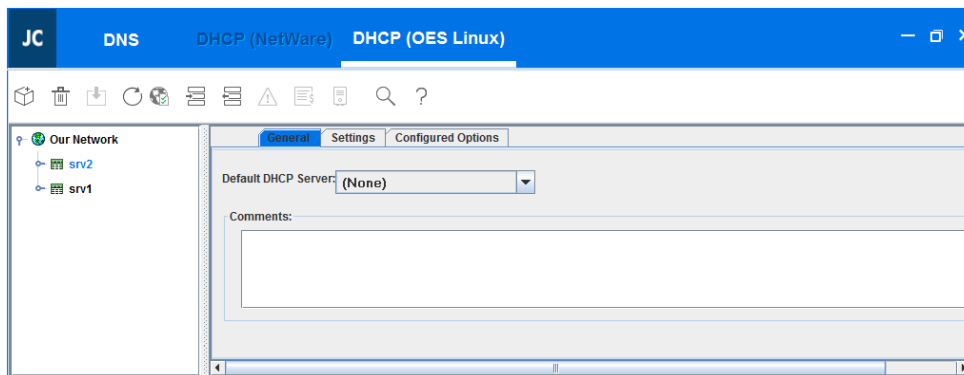 JC DNS DHCP (NetWare) DHCP (OES Linux)
?
Our Network
srv2
srv1
General Settings Configured Options
Default DHCP Server: (None)
Comments: